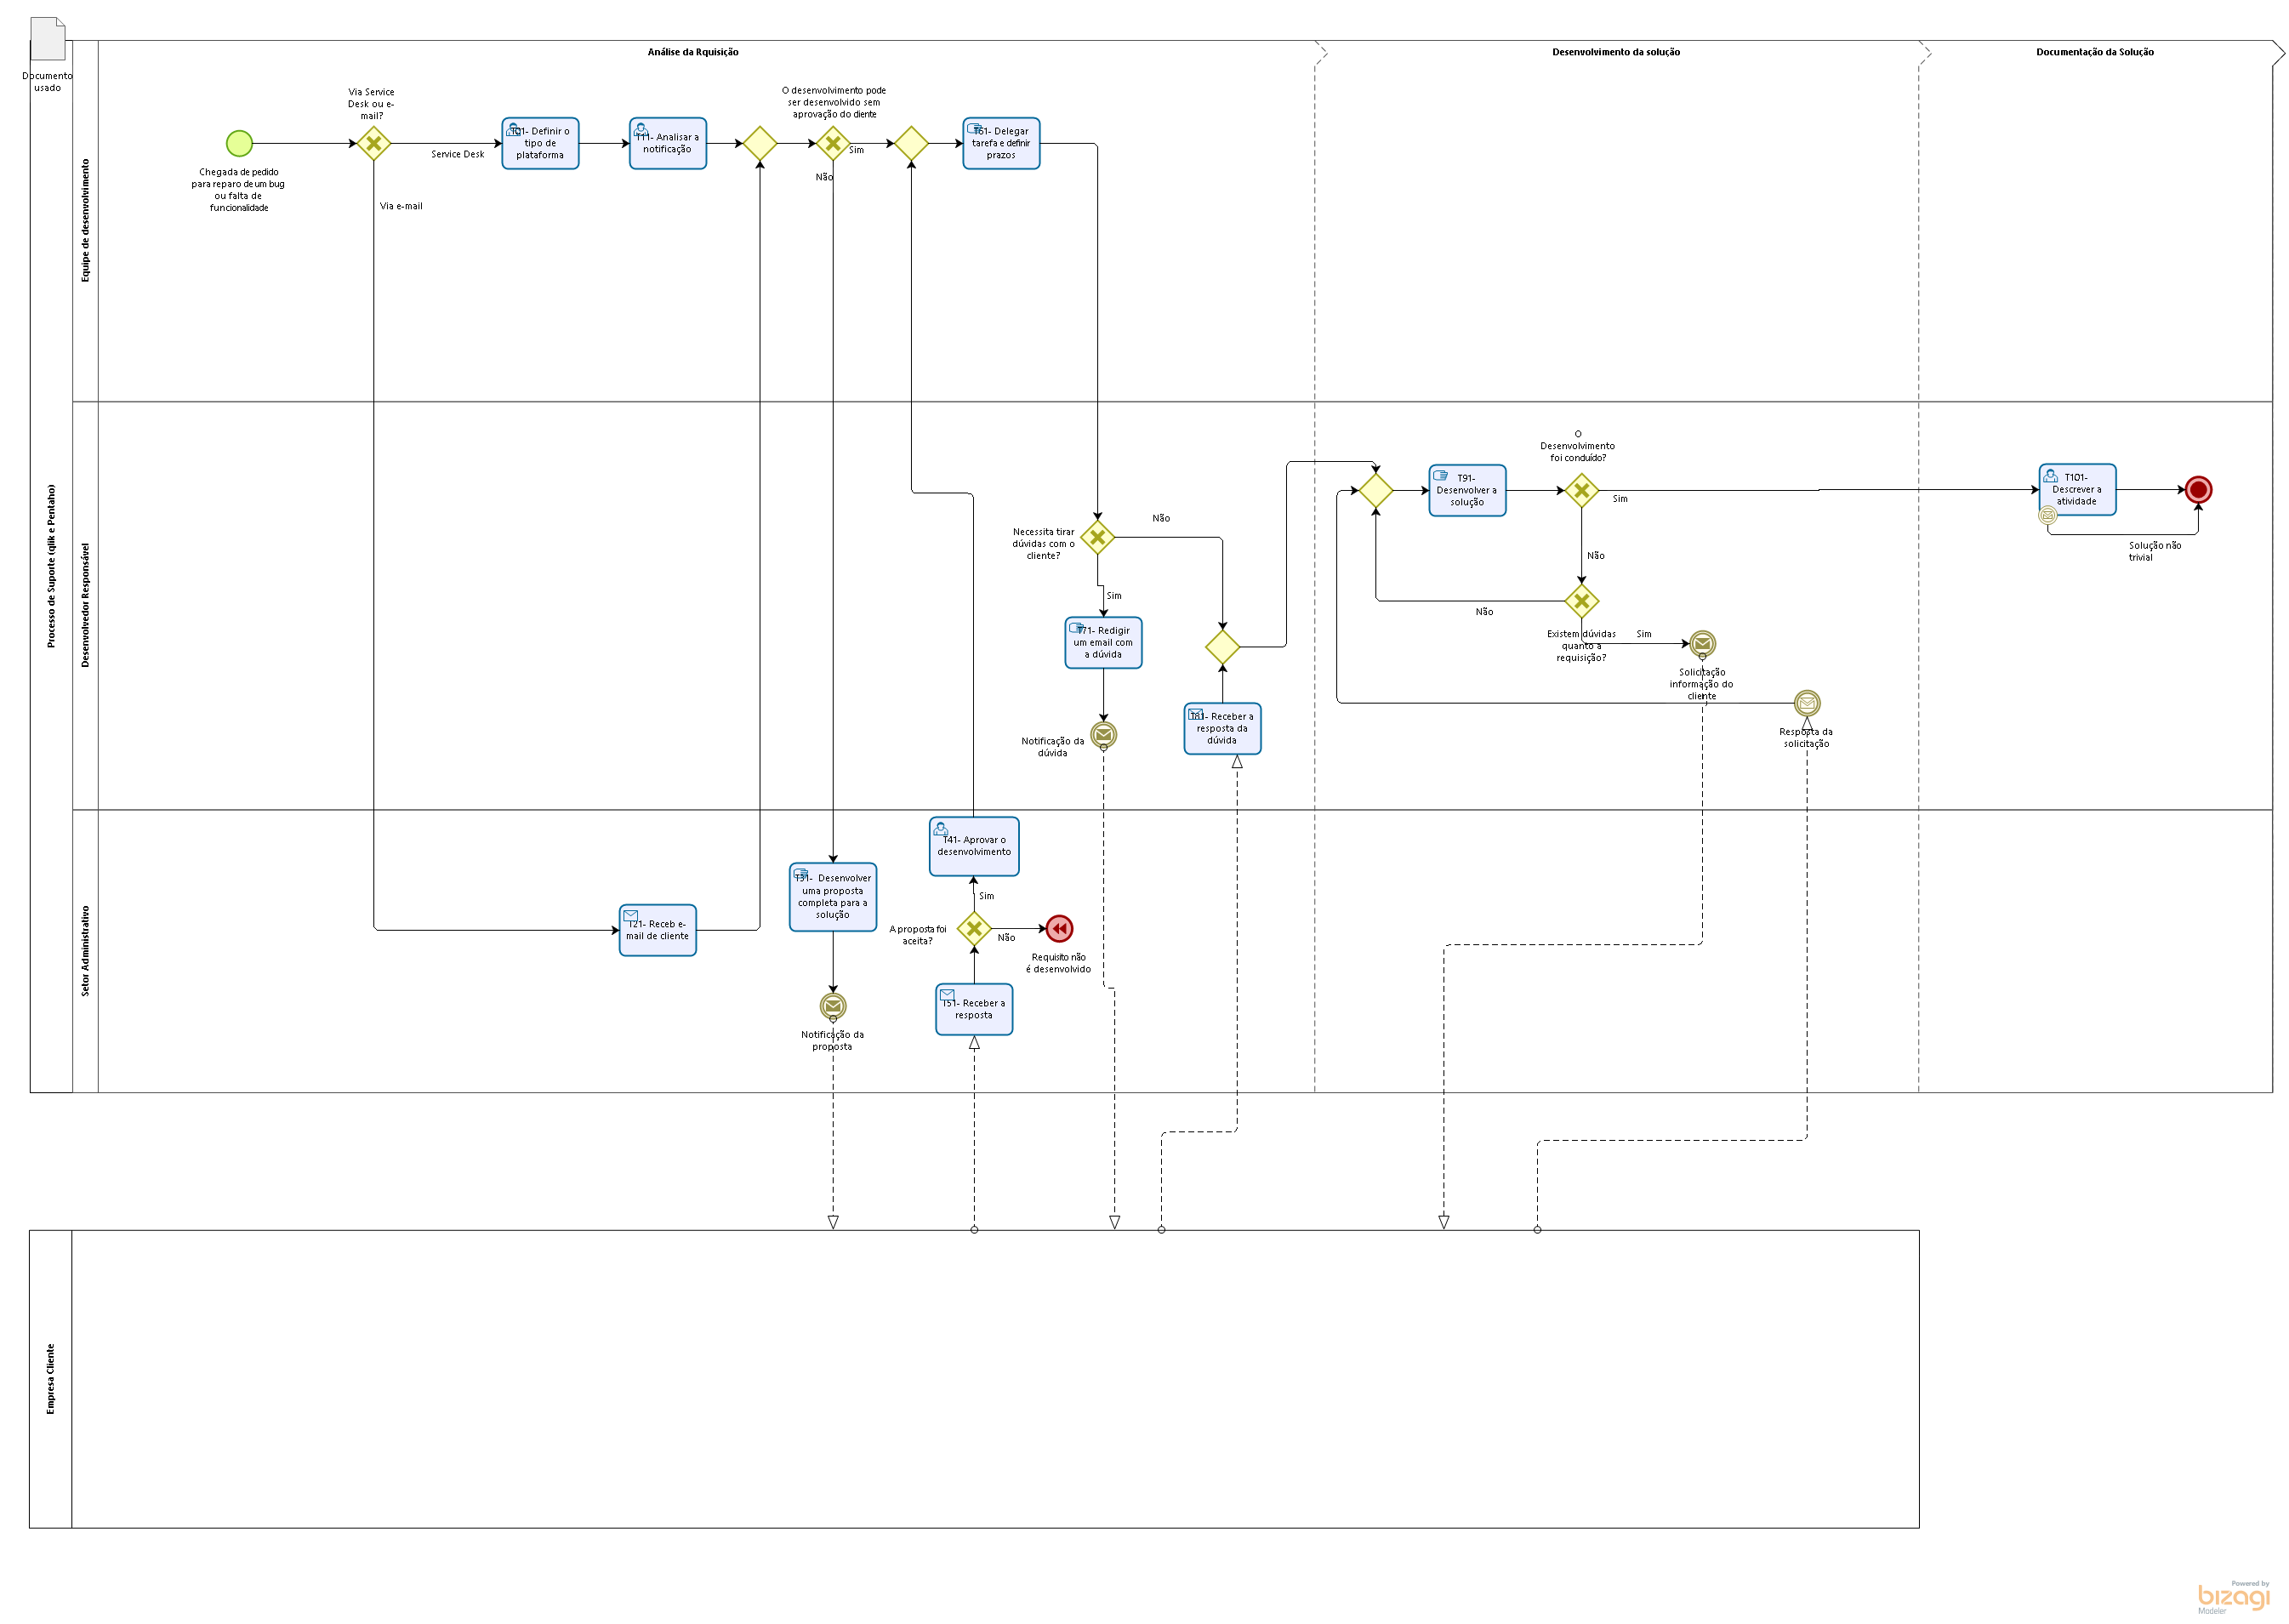 Documento
usado
Análise da Rquisição
Desenvolvimento da solução
Documentação da Solução
Processo de Suporte (qlik e Pentaho)
Equipe de desenvolvimento
Chegada de pedido
para reparo de um bug
ou falta de
funcionalidade
Via Service
Desk ou e-
mail?
Service Desk
Via e-mail
T01- Definir o
tipo de
plataforma
T11- Analisar a
notificação
O desenvolvimento pode
ser desenvolvido sem
aprovação do cliente
Sim
Não
T61- Delegar
tarefa e definir
prazos
Desenvolvedor Responsável
Necessita tirar
dúvidas com o
cliente?
Não
Sim
T71- Redigir
um email com
a dúvida
Notificação da
dúvida
T81- Receber a
resposta da
dúvida
T91-
Desenvolver a
solução
O
Desenvolvimento
foi concluído?
Sim
Não
Não
Existem dúvidas
quanto a
requisição?
Sim
Solicitação
informação do
cliente
Resposta da
solicitação
T101-
Descrever a
atividade
Solução não
trivial
Setor Administrativo
T21- Receb e-
mail de cliente
T31- Desenvolver
uma proposta
completa para a
solução
Notificação da
proposta
T41- Aprovar o
desenvolvimento
Sim
A proposta foi
aceita?
Não
Requisito não
é desenvolvido
T51- Receber a
resposta
Empresa Cliente
Powered by
bizagi
Modeler